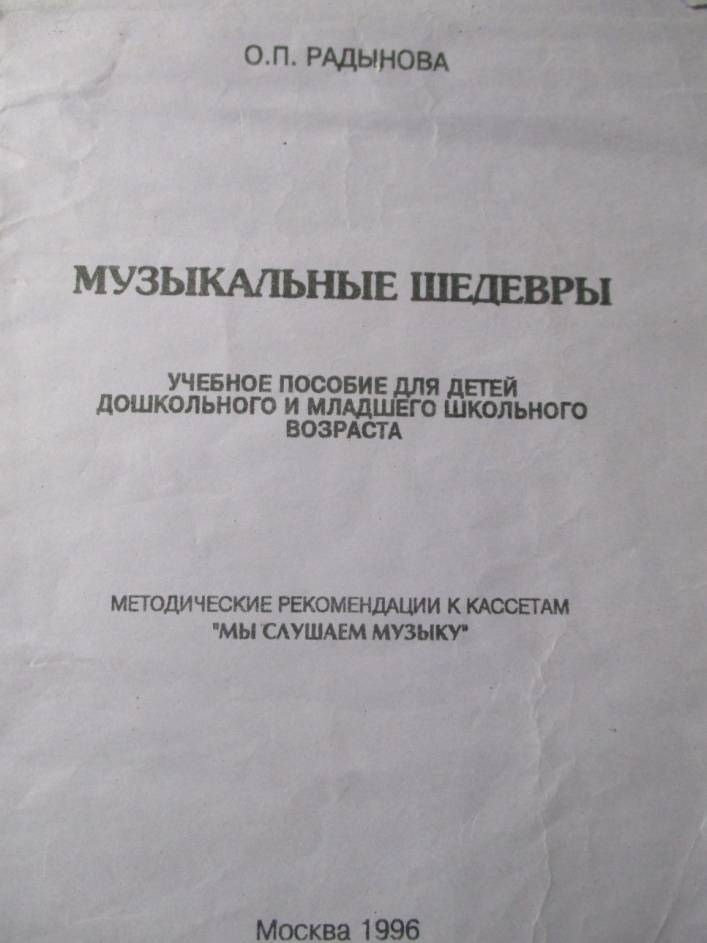 О.П. РАДЫНОВА
МУЗЫКАЛЬНЫЕ ШЕДЕВРЫ
УЧЕБНОЕ ПОСОБИЕ ДЛЯ ДЕТЕЙ
ДОШКОЛЬНОГО И МЛАДШЕГО ШКОЛЬНОГО
ВОЗРАСТА
МЕТОДИЧЕСКИЕ РЕКОМЕНДАЦИИ К КАССЕТАМ
"МЫ СЛУШАЕМ МУЗЫКУ"
Москва 1996